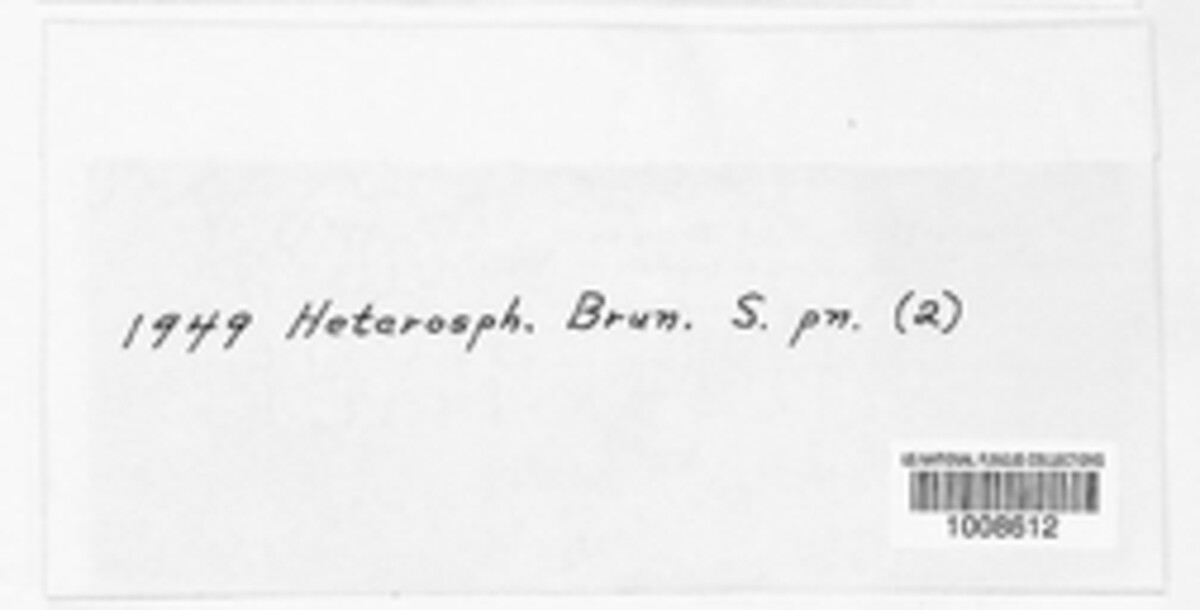 1949 Heterosph. Brun. S. pn. (2)
US NATIONAL FUNGUS COLLECTIONS
1008612